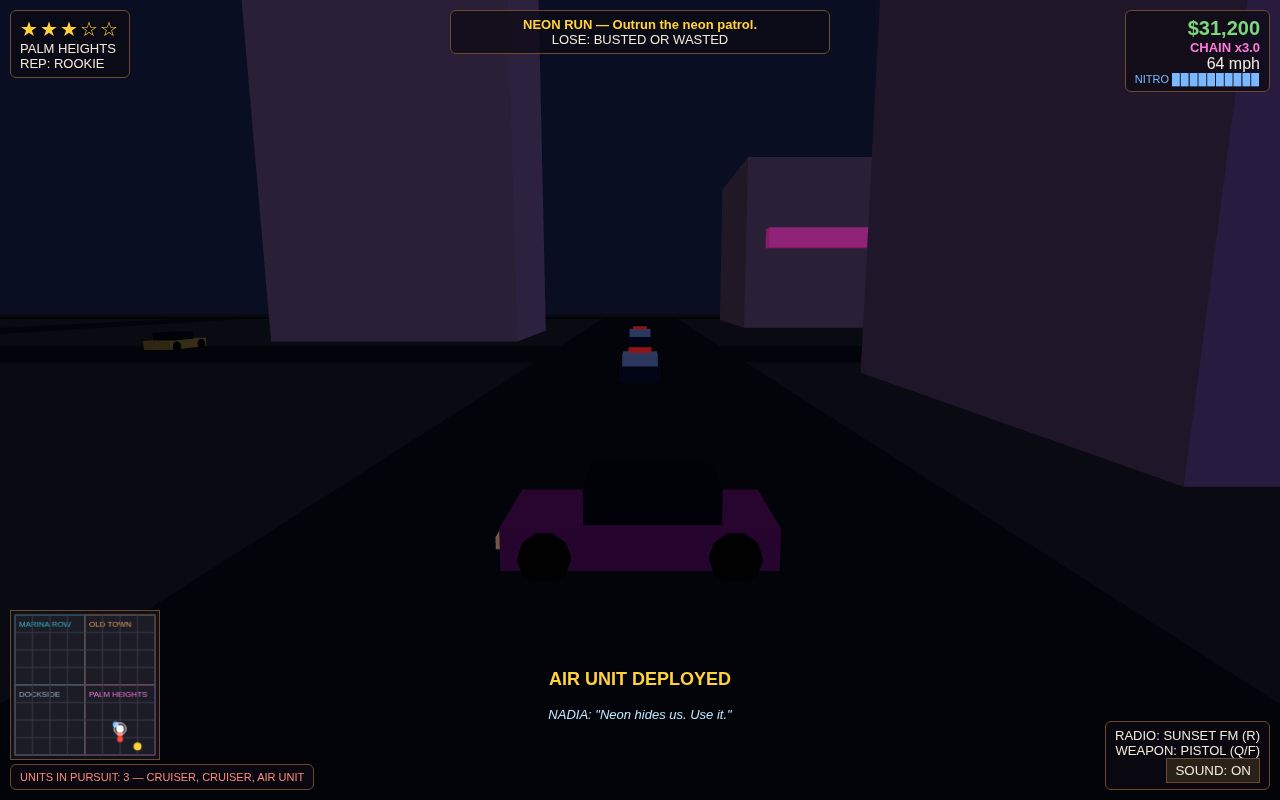 ★★★☆☆
PALM HEIGHTS
REP: ROOKIE
NEON RUN — Outrun the neon patrol.
LOSE: BUSTED OR WASTED
$31,200
CHAIN x3.0
64 mph
NITRO
MARINA ROW
OLD TOWN
DOCKSIDE
PALM HEIGHTS
AIR UNIT DEPLOYED
NADIA: "Neon hides us. Use it."
UNITS IN PURSUIT: 3 — CRUISER, CRUISER, AIR UNIT
RADIO: SUNSET FM (R)
WEAPON: PISTOL (Q/F)
SOUND: ON